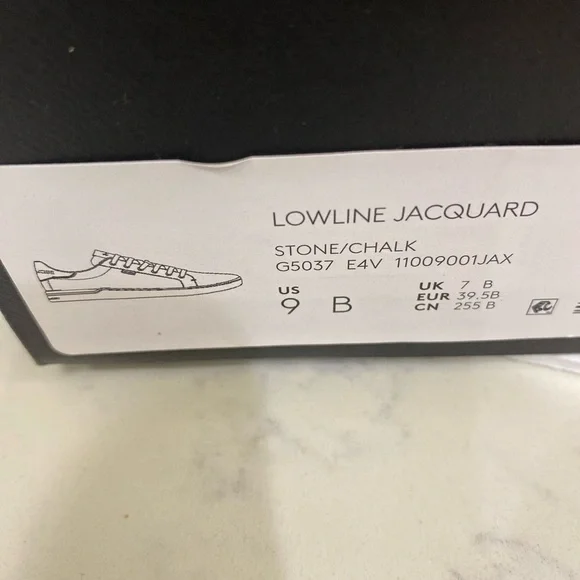 LOWLINE JACQUARD
STONE/CHALK
G5037 E4V 11009001JAX
US
9 B
UK 7 B
EUR 39.5B
CN 255 B